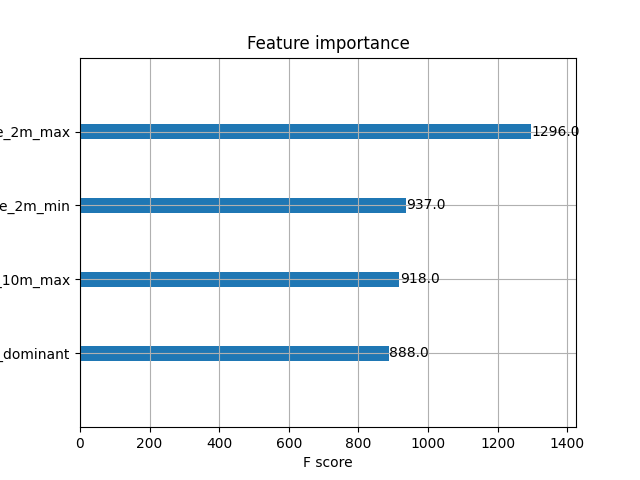 Feature importance
e_2m_max
1296.0
e_2m_min
937.0
_10m_max
918.0
_dominant
888.0
0 200 400 600 800 1000 1200 1400
F score